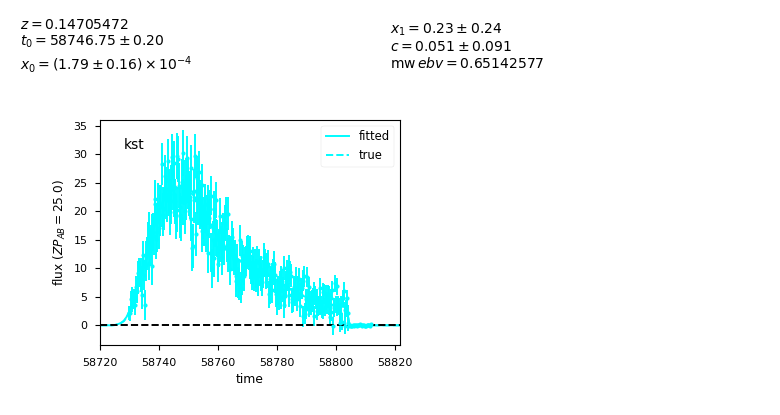 z = 0.14705472
t₀ = 58746.75 ± 0.20
x₀ = (1.79 ± 0.16) × 10⁻⁴
x₁ = 0.23 ± 0.24
c = 0.051 ± 0.091
mw ebv = 0.65142577
kst
fitted
true
flux (ZP_AB = 25.0)
35
30
25
20
15
10
5
0
58720 58740 58760 58780 58800 58820
time